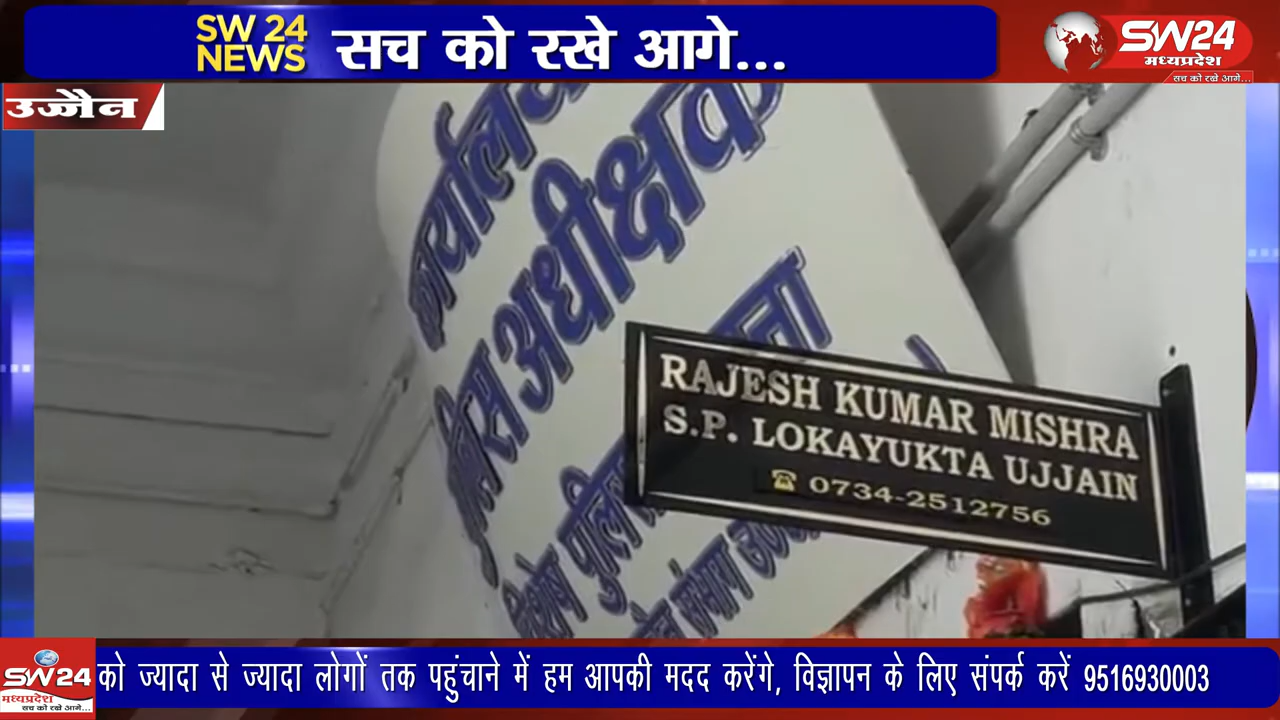 SW 24
NEWS
सच को रखे आगे...
SW24
मध्यप्रदेश
सच को रखे आगे...
उज्जैन
अधीक्षक
विशेष
संभाग
RAJESH KUMAR MISHRA
S.P. LOKAYUKTA UJJAIN
☎ 0734-2512756
SW24
मध्यप्रदेश
सच को रखे आगे...
को ज्यादा से ज्यादा लोगों तक पहुंचाने में हम आपकी मदद करेंगे, विज्ञापन के लिए संपर्क करें 9516930003